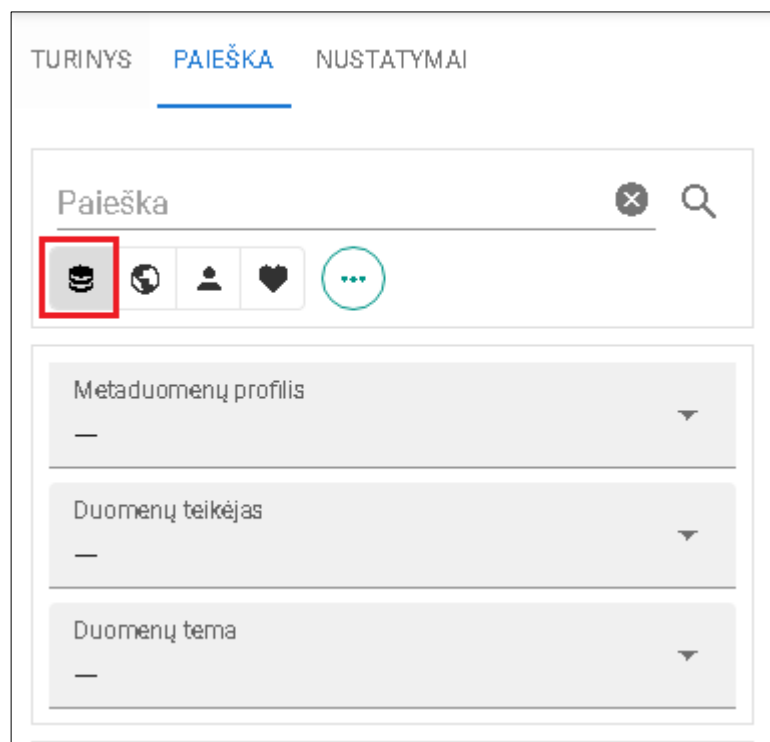 TURINYS PAIEŠKA NUSTATYMAI
Paieška
Metaduomenų profilis
—
Duomenų teikėjas
—
Duomenų tema
—